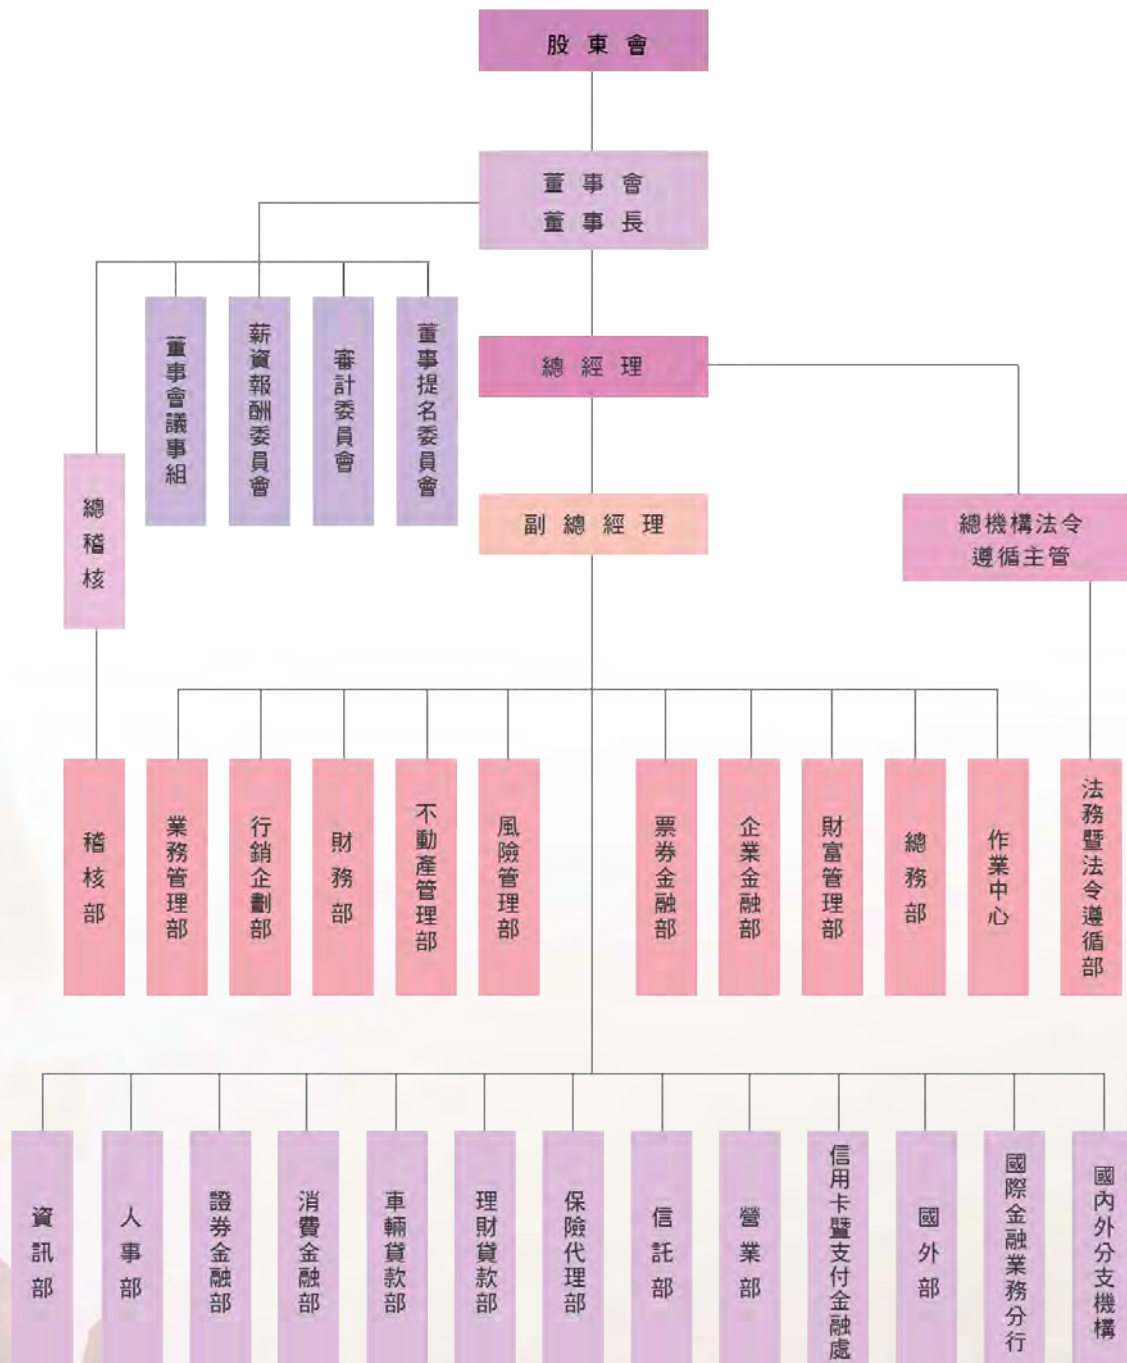 股東會
董事會
董事長
總經理
副總經理
總機構法令
遵循主管
董事會議事組
薪資報酬委員會
審計委員會
董事提名委員會
總稽核
稽核部
業務管理部
行銷企劃部
財務部
不動產管理部
風險管理部
票券金融部
企業金融部
財富管理部
總務部
作業中心
法務暨法令遵循部
資訊部
人事部
證券金融部
消費金融部
車輛貸款部
理財貸款部
保險代理部
信託部
營業部
信用卡暨支付金融處
國外部
國際金融業務分行
國內外分支機構